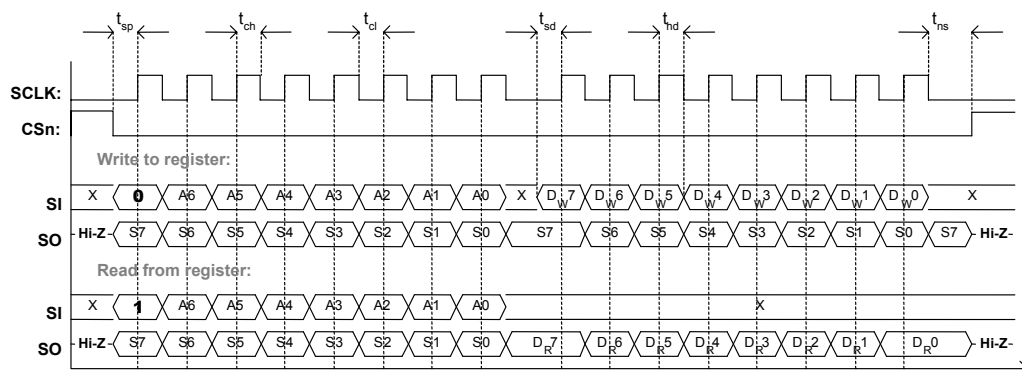 tsp tch tcl tsd thd tns
SCLK:
CSn:
Write to register:
SI X 0 A6 A5 A4 A3 A2 A1 A0 X DW7 DW6 DW5 DW4 DW3 DW2 DW1 DW0 X
SO Hi-Z S7 S6 S5 S4 S3 S2 S1 S0 S7 S6 S5 S4 S3 S2 S1 S0 S7 Hi-Z
Read from register:
SI X 1 A6 A5 A4 A3 A2 A1 A0 X
SO Hi-Z S7 S6 S5 S4 S3 S2 S1 S0 DR7 DR6 DR5 DR4 DR3 DR2 DR1 DR0 Hi-Z